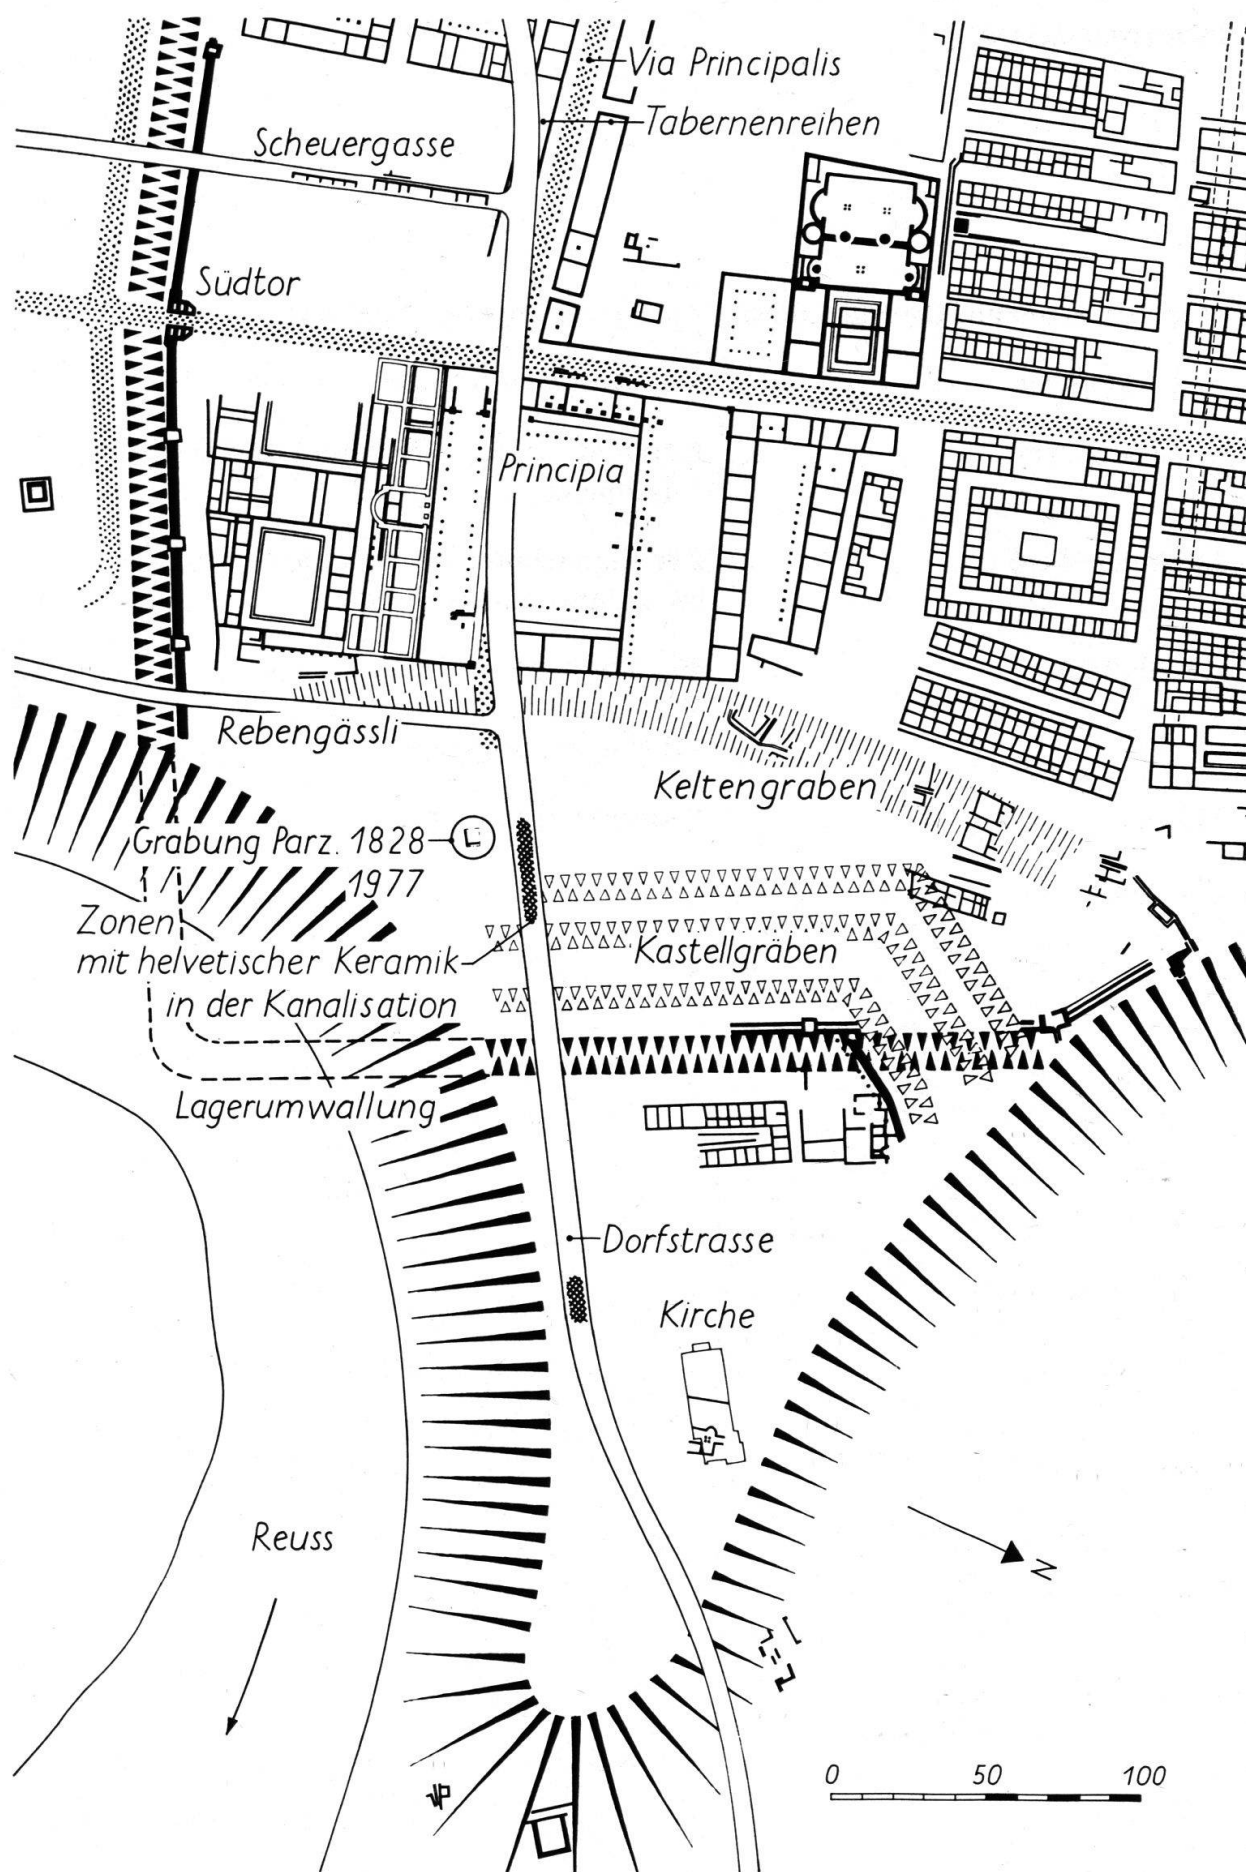 Via Principalis
Tabernenreihen
Scheuergasse
Südtor
Principia
Rebengässli
Keltengraben
Grabung Parz. 1828
1977
Zonen
mit helvetischer Keramik
in der Kanalisation
Kastellgräben
Lagerumwallung
Dorfstrasse
Kirche
Reuss
N
0 50 100